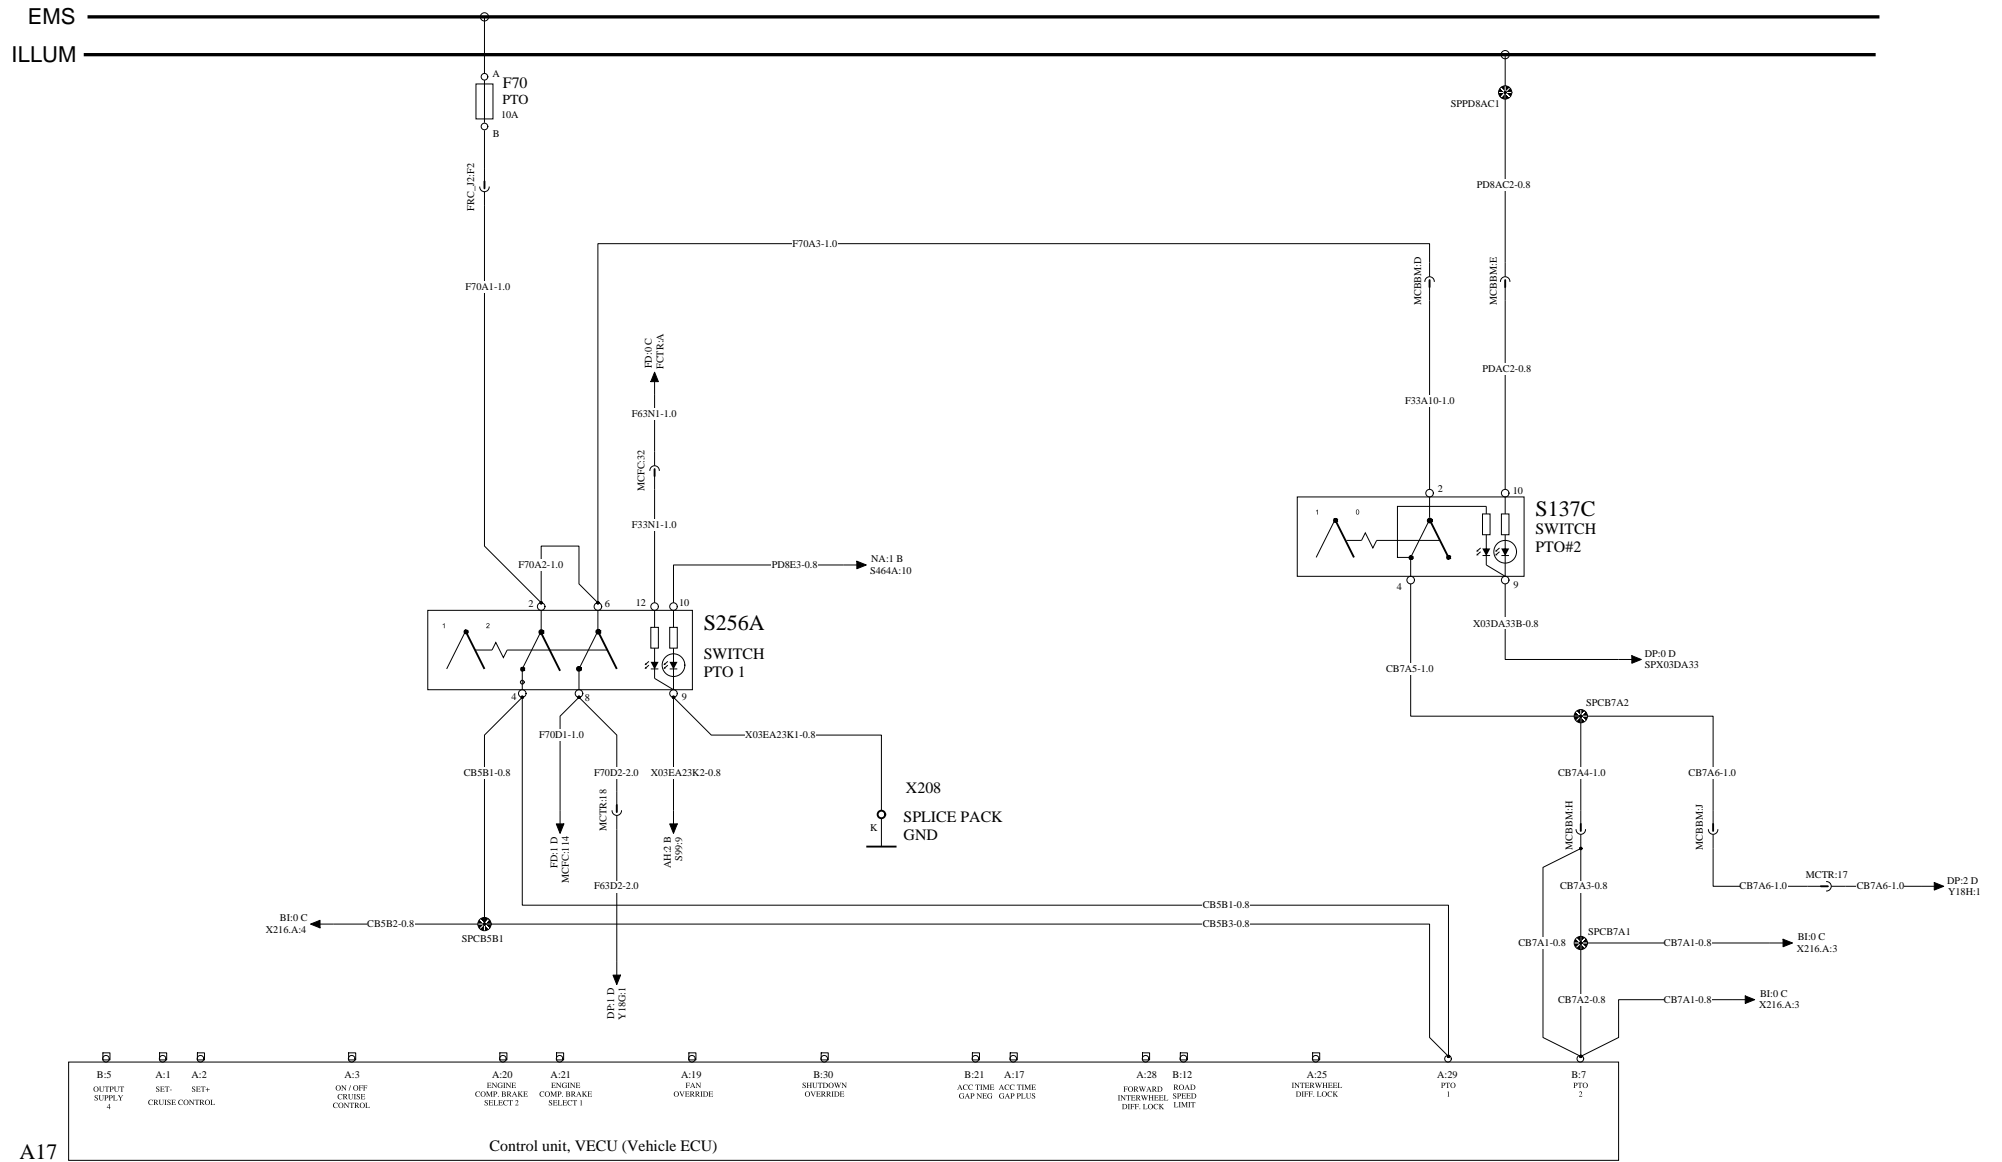 EMS
ILLUM
A
F70
PTO
10A
B
FRC_J2:F2
SPPD8AC1
PD8AC2-0.8
F70A3-1.0
F70A1-1.0
MCBBM:D
MCBBM:E
FD:0 C
FCTR:A
PDAC2-0.8
F33A10-1.0
F63N1-1.0
MCFC:32
F33N1-1.0
2
10
S137C
SWITCH
PTO#2
1
0
4
9
F70A2-1.0
PD8E3-0.8
NA:1 B
S464A:10
2
6
12
10
S256A
SWITCH
PTO 1
1
2
4
8
9
X03DA33B-0.8
DP:0 D
SPX03DA33
CB7A5-1.0
SPCB7A2
F70D1-1.0
X03EA23K1-0.8
CB5B1-0.8
F70D2-2.0
X03EA23K2-0.8
CB7A4-1.0
CB7A6-1.0
X208
SPLICE PACK
GND
K
MCTR:18
FD:1 D
MCFC:114
AH:2 B
S99:9
MCBBM:H
MCBBM:J
F63D2-2.0
CB7A3-0.8
CB7A6-1.0
MCTR:17
CB7A6-1.0
DP:2 D
Y18H:1
CB5B1-0.8
BI:0 C
X216.A:4
CB5B2-0.8
SPCB5B1
CB5B3-0.8
SPCB7A1
CB7A1-0.8
CB7A1-0.8
BI:0 C
X216.A:3
DP:1 D
Y18G:1
CB7A2-0.8
CB7A1-0.8
BI:0 C
X216.A:3
B:5
OUTPUT
SUPPLY
4
A:1
SET-
A:2
SET+
CRUISE CONTROL
A:3
ON / OFF
CRUISE
CONTROL
A:20
ENGINE
COMP. BRAKE
SELECT 2
A:21
ENGINE
COMP. BRAKE
SELECT 1
A:19
FAN
OVERRIDE
B:30
SHUTDOWN
OVERRIDE
B:21
ACC TIME
GAP NEG
A:17
ACC TIME
GAP PLUS
A:28
FORWARD
INTERWHEEL
DIFF. LOCK
B:12
ROAD
SPEED
LIMIT
A:25
INTERWHEEL
DIFF. LOCK
A:29
PTO
1
B:7
PTO
2
A17
Control unit, VECU (Vehicle ECU)